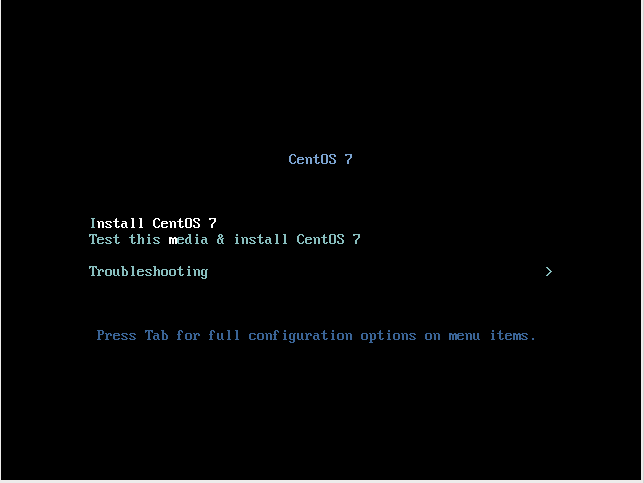 CentOS 7
Install CentOS 7
Test this media & install CentOS 7
Troubleshooting >
Press Tab for full configuration options on menu items.